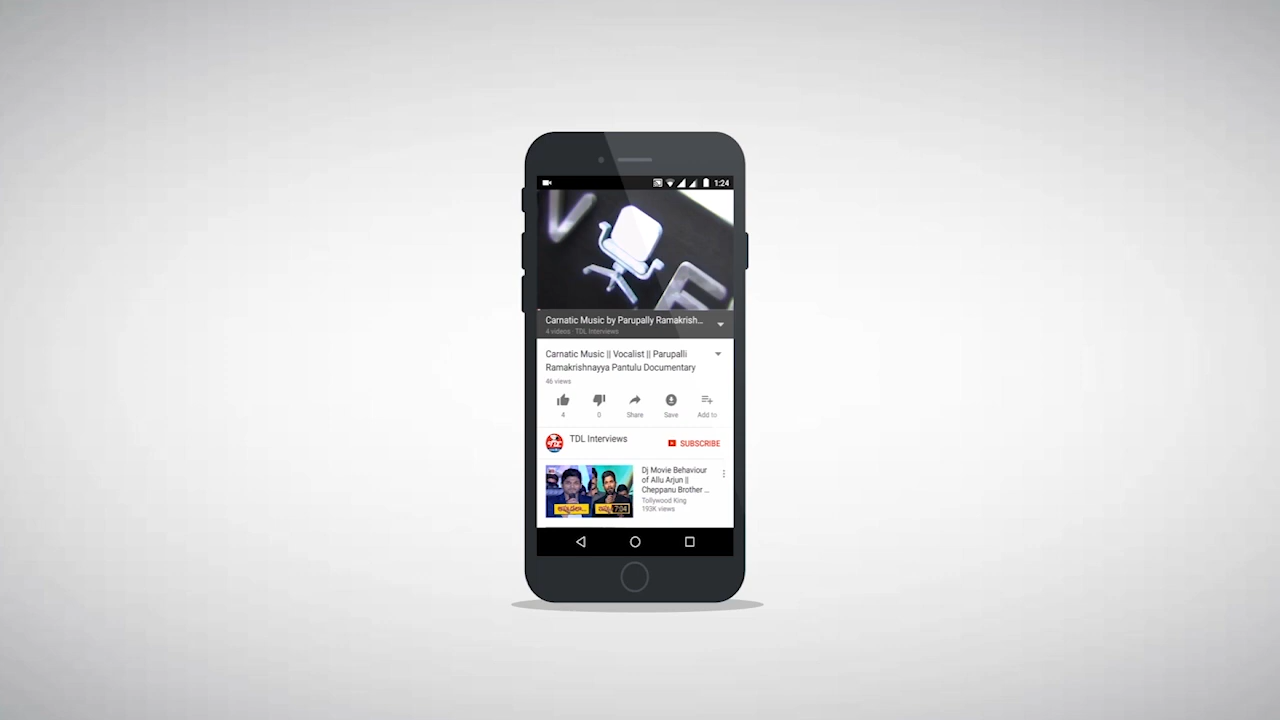 1:24
Carnatic Music by Parupally Ramakrish...
4 videos · TDL Interviews
Carnatic Music || Vocalist || Parupalli
Ramakrishnayya Pantulu Documentary
46 views
4
0
Share
Save
Add to
TDL Interviews
SUBSCRIBE
Dj Movie Behaviour
of Allu Arjun ||
Cheppanu Brother ...
Tollywood King
193K views
7:04